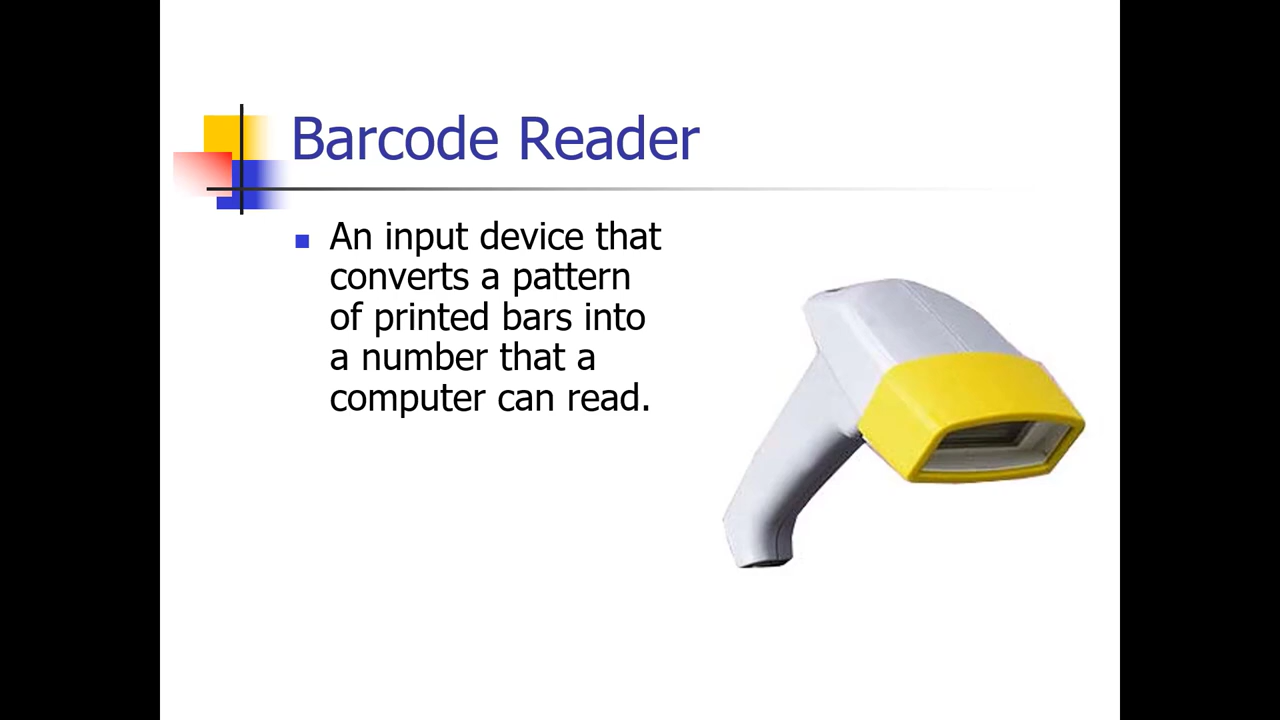 Barcode Reader
An input device that
converts a pattern
of printed bars into
a number that a
computer can read.